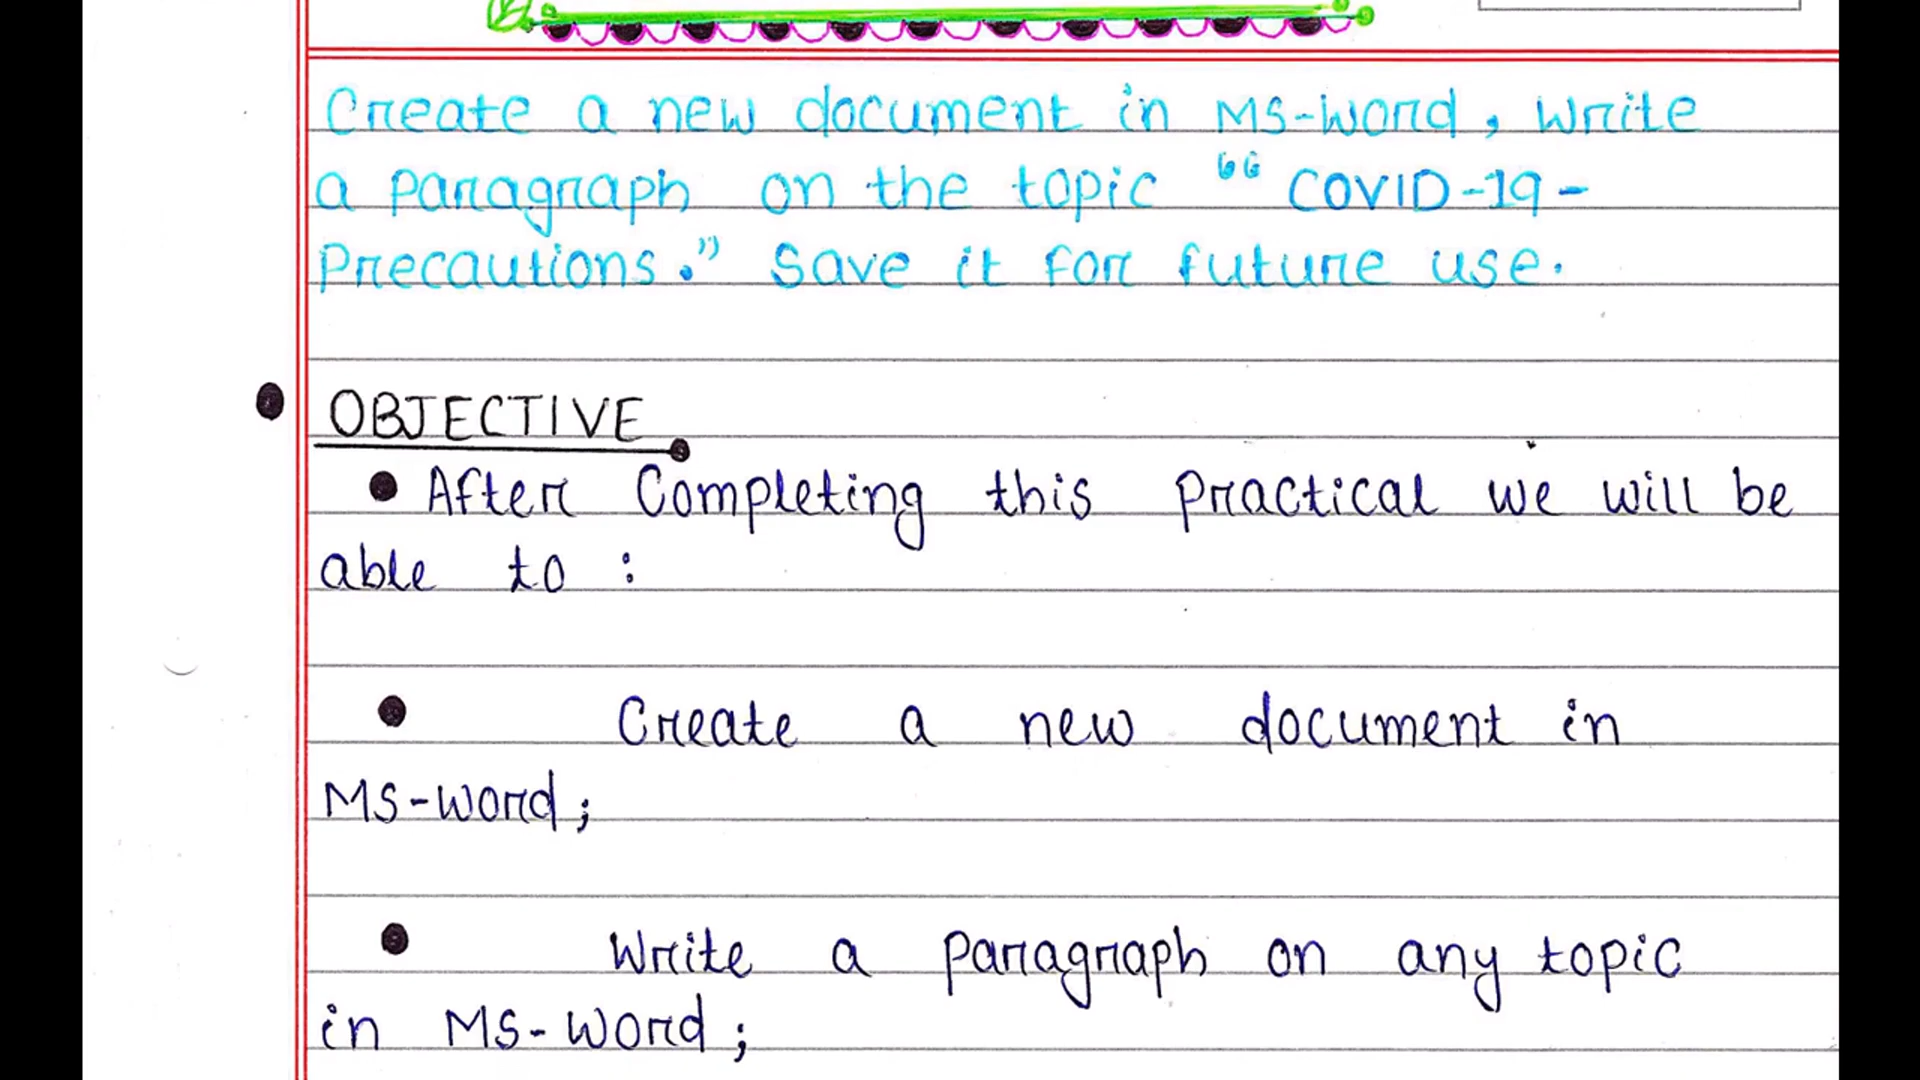 Create a new document in MS-Word, Write
a paragraph on the topic “COVID-19-
Precautions.” Save it for future use.
OBJECTIVE
• After Completing this Practical we will be
able to :
• Create a new document in
MS-Word;
• Write a paragraph on any topic
in MS-Word;